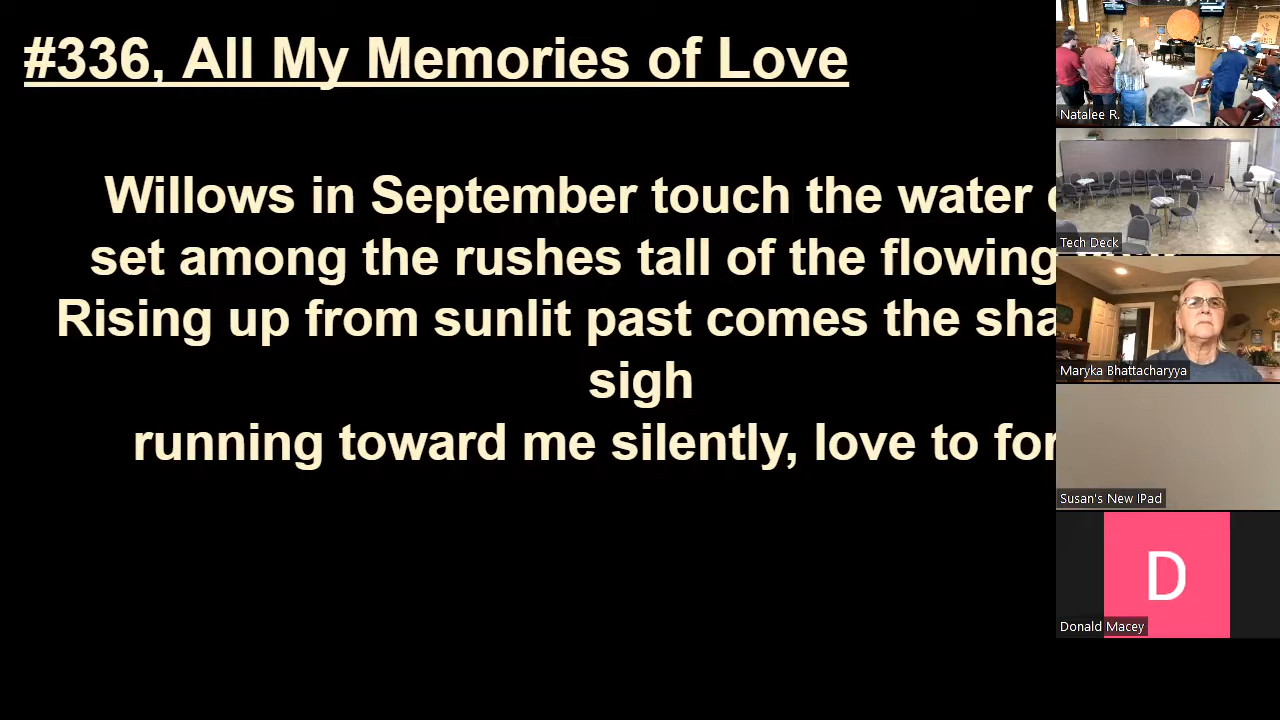 #336, All My Memories of Love
Willows in September touch the water
set among the rushes tall of the flowing
Rising up from sunlit past comes the
sigh
running toward me silently, love to
Natalee R.
Tech Deck
Maryka Bhattacharyya
Susan's New IPad
D
Donald Macey